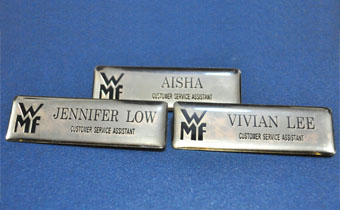 WMF
AISHA
CUSTOMER SERVICE ASSISTANT
WMF
JENNIFER LOW
CUSTOMER SERVICE ASSISTANT
WMF
VIVIAN LEE
CUSTOMER SERVICE ASSISTANT